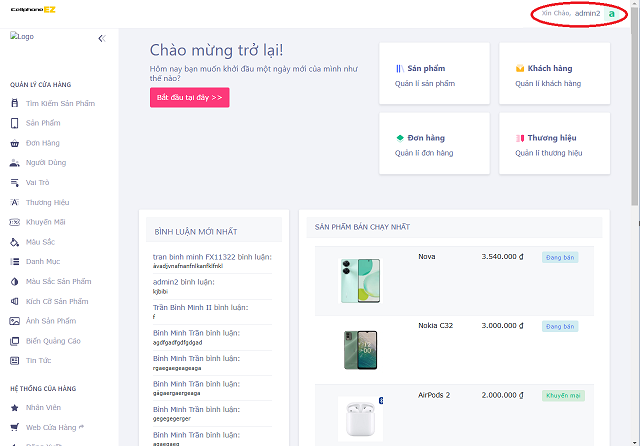 CellphoneEZ
Xin Chào, admin2 a
Logo
QUẢN LÝ CỬA HÀNG
Tìm Kiếm Sản Phẩm
Sản Phẩm
Đơn Hàng
Người Dùng
Vai Trò
Thương Hiệu
Khuyến Mãi
Màu Sắc
Danh Mục
Màu Sắc Sản Phẩm
Kích Cỡ Sản Phẩm
Ảnh Sản Phẩm
Biển Quảng Cáo
Tin Tức
HỆ THỐNG CỬA HÀNG
Nhân Viên
Web Cửa Hàng
Chào mừng trở lại!
Hôm nay bạn muốn khởi đầu một ngày mới của mình như
thế nào?
Bắt đầu tại đây >>
Sản phẩm
Quản lí sản phẩm
Khách hàng
Quản lí khách hàng
Đơn hàng
Quản lí đơn hàng
Thương hiệu
Quản lí thương hiệu
BÌNH LUẬN MỚI NHẤT
tran binh minh FX11322 bình luận:
avadjvnafnanfnlkanfklfnkl
admin2 bình luận:
kjbibi
Trần Bình Minh II bình luận:
f
Bình Minh Trần bình luận:
agdfgadfgdfgdgad
Bình Minh Trần bình luận:
rgaegaegeageaga
Bình Minh Trần bình luận:
gagaergaergaega
Bình Minh Trần bình luận:
gegegegerger
Bình Minh Trần bình luận:
agaegaeg
SẢN PHẨM BÁN CHẠY NHẤT
Nova 3.540.000 ₫ Đang bán
Nokia C32 3.000.000 ₫ Đang bán
AirPods 2 2.000.000 ₫ Khuyến mại